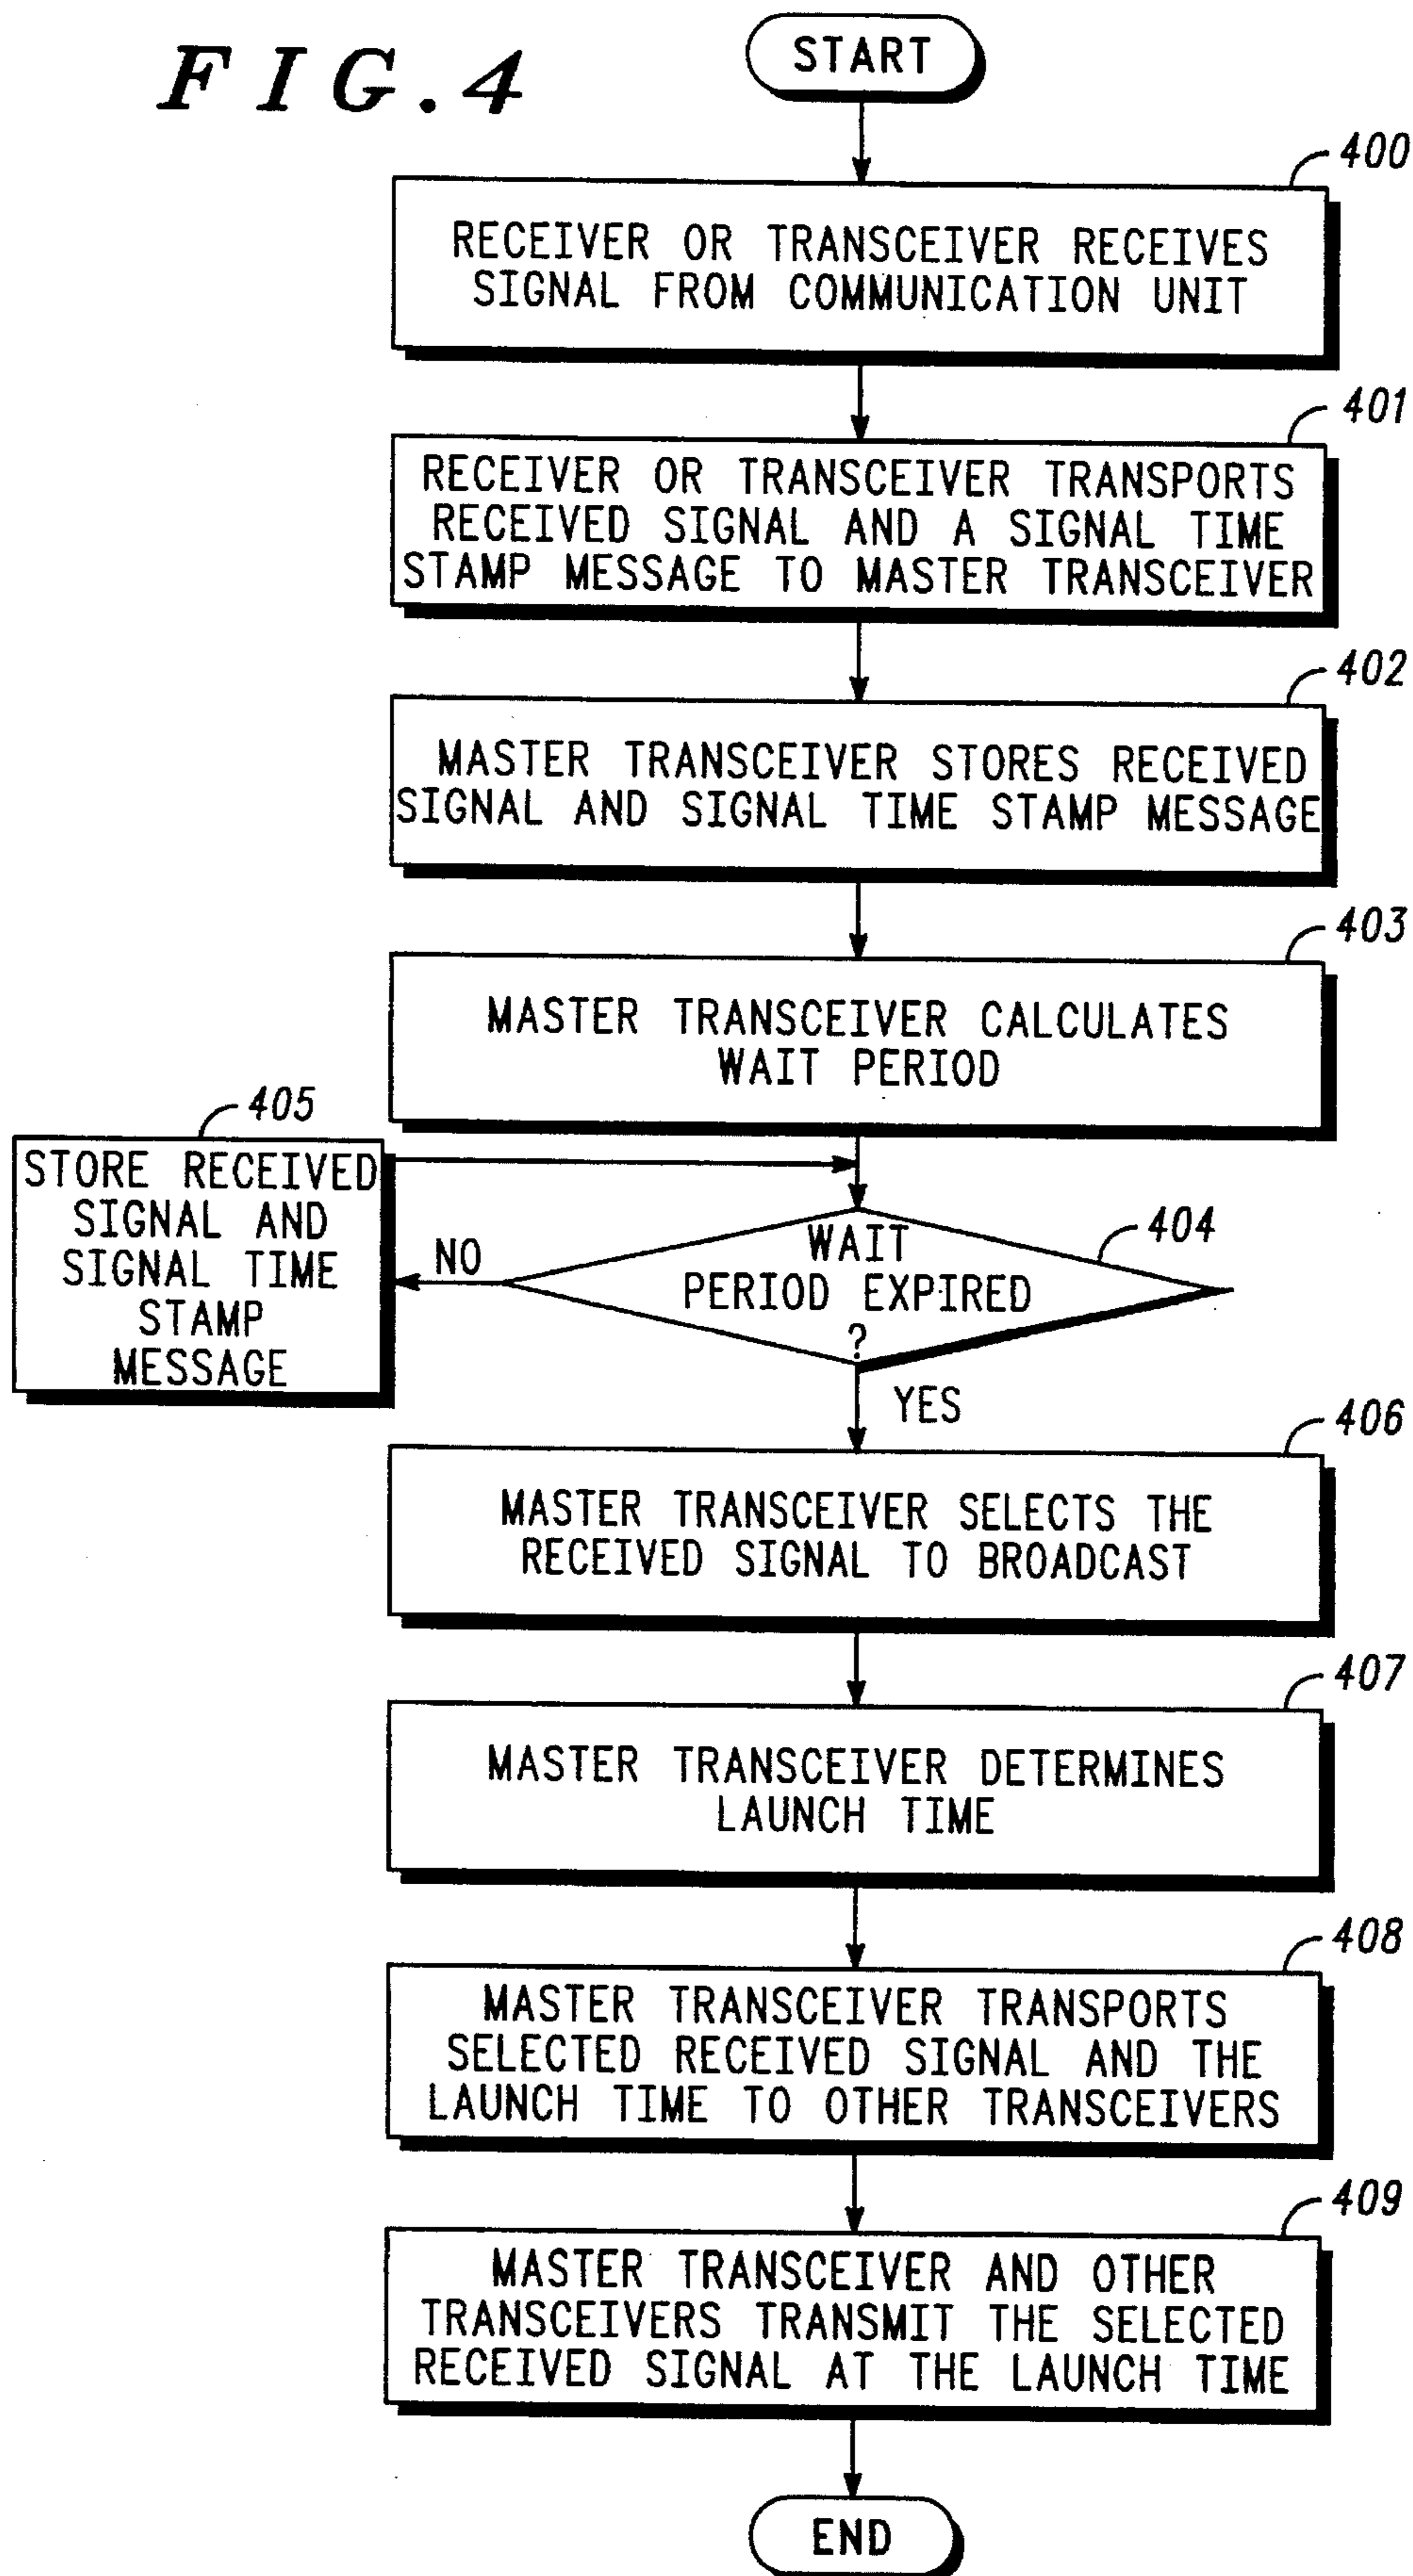 FIG.4
START
400
RECEIVER OR TRANSCEIVER RECEIVES
SIGNAL FROM COMMUNICATION UNIT
401
RECEIVER OR TRANSCEIVER TRANSPORTS
RECEIVED SIGNAL AND A SIGNAL TIME
STAMP MESSAGE TO MASTER TRANSCEIVER
402
MASTER TRANSCEIVER STORES RECEIVED
SIGNAL AND SIGNAL TIME STAMP MESSAGE
403
MASTER TRANSCEIVER CALCULATES
WAIT PERIOD
405
STORE RECEIVED
SIGNAL AND
SIGNAL TIME
STAMP
MESSAGE
NO
404
WAIT
PERIOD EXPIRED
?
YES
406
MASTER TRANSCEIVER SELECTS THE
RECEIVED SIGNAL TO BROADCAST
407
MASTER TRANSCEIVER DETERMINES
LAUNCH TIME
408
MASTER TRANSCEIVER TRANSPORTS
SELECTED RECEIVED SIGNAL AND THE
LAUNCH TIME TO OTHER TRANSCEIVERS
409
MASTER TRANSCEIVER AND OTHER
TRANSCEIVERS TRANSMIT THE SELECTED
RECEIVED SIGNAL AT THE LAUNCH TIME
END